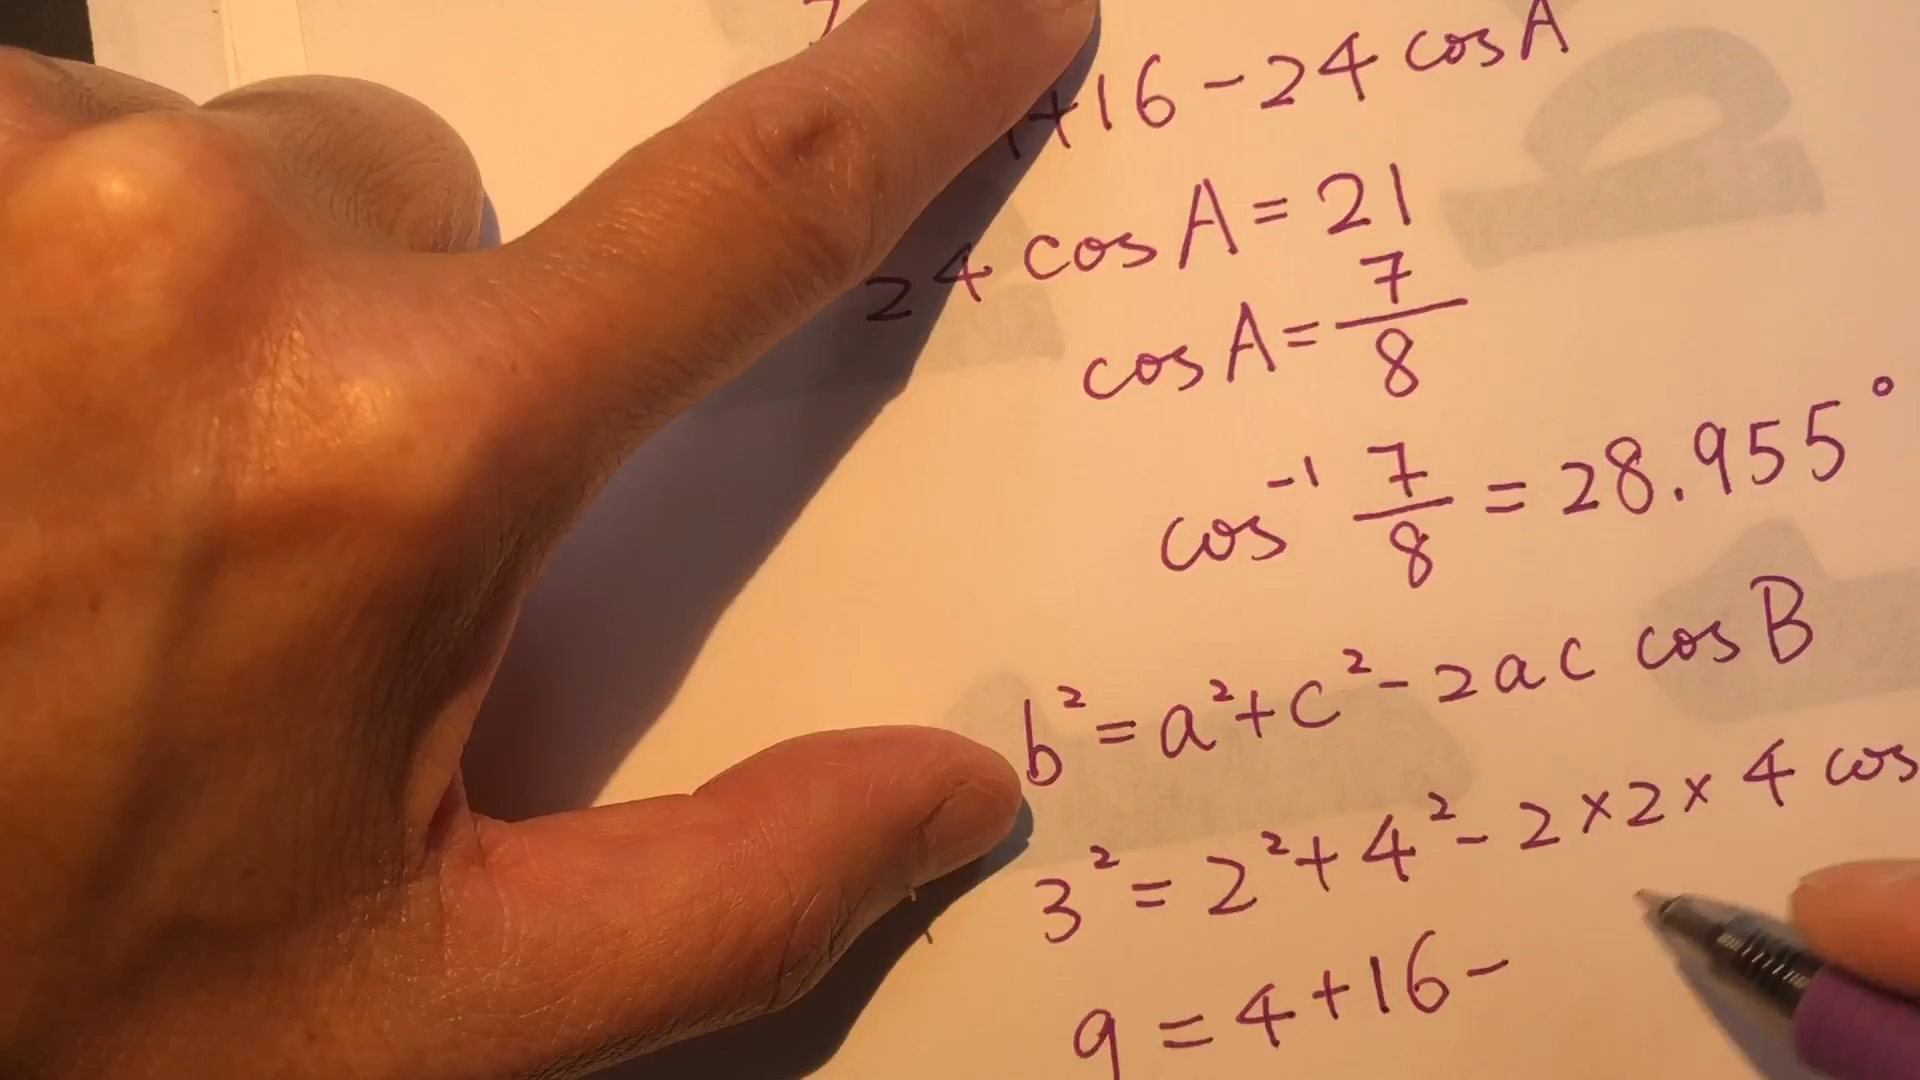 +16-24 cos A
24 cos A = 21
cos A = 7/8
cos⁻¹ 7/8 = 28.955°
b² = a² + c² - 2ac cos B
3² = 2² + 4² - 2×2×4 cos
9 = 4 + 16 -